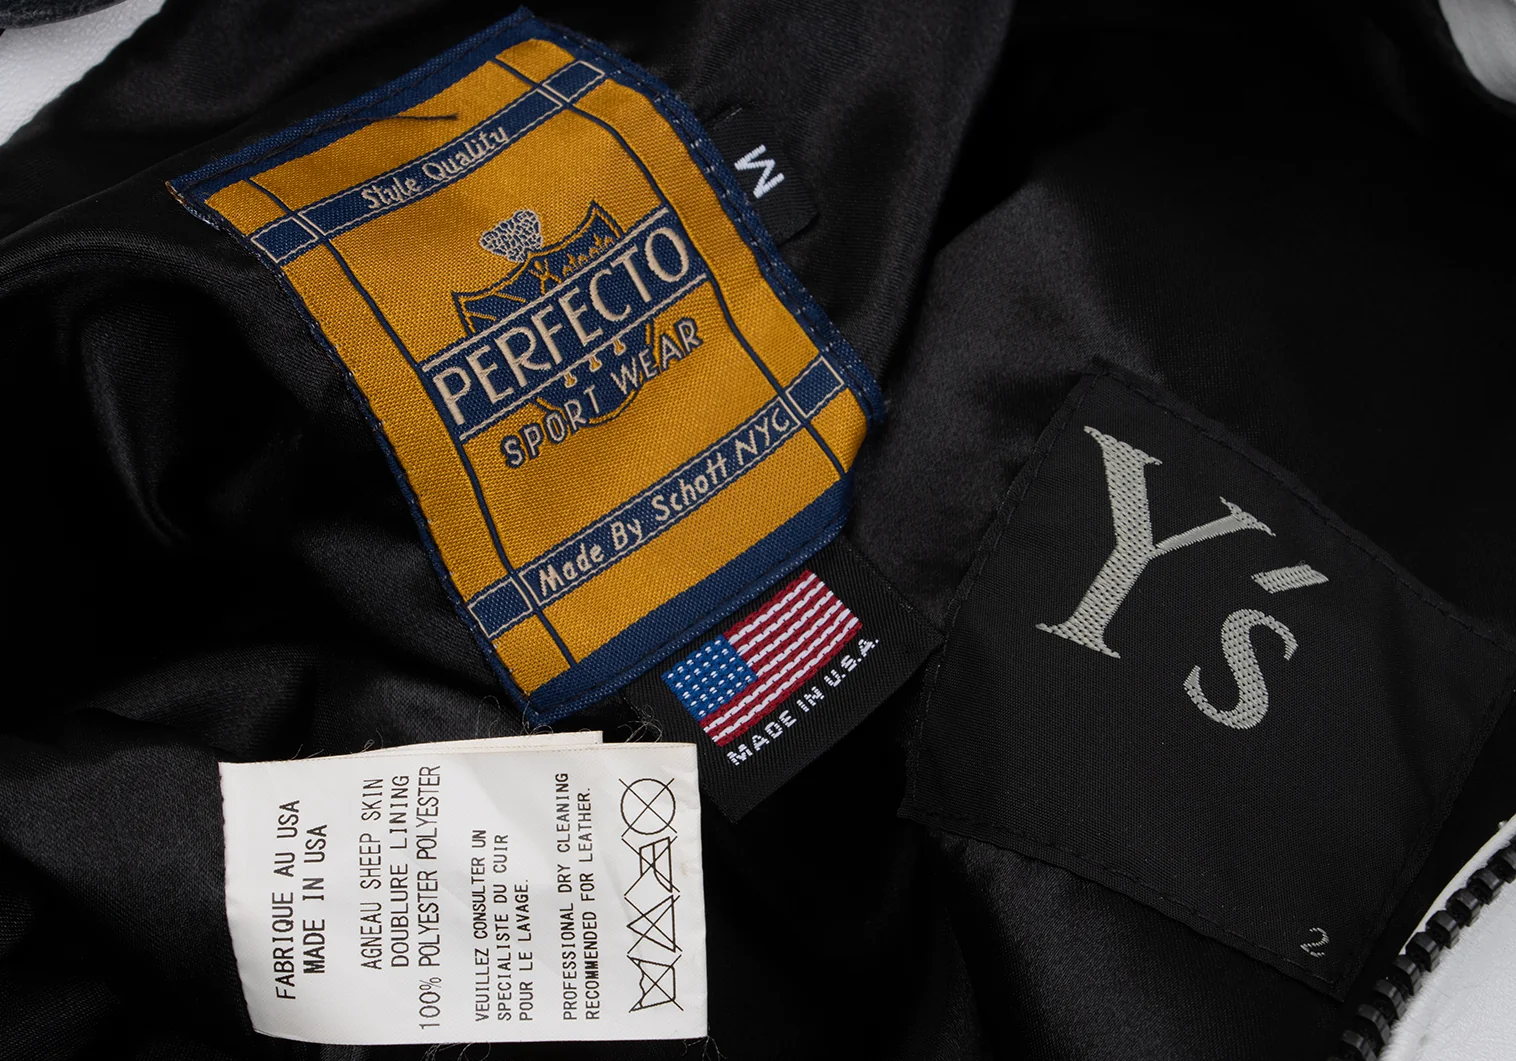 Style Quality
PERFECTO
SPORT WEAR
Made By Schott NYC
M
MADE IN U.S.A.
Y's
2
FABRIQUE AU USA
MADE IN USA
AGNEAU SHEEP SKIN
DOUBLURE LINING
100% POLYESTER POLYESTER
VEUILLEZ CONSULTER UN
SPECIALISTE DU CUIR
POUR LE LAVAGE.
PROFESSIONAL DRY CLEANING
RECOMMENDED FOR LEATHER.